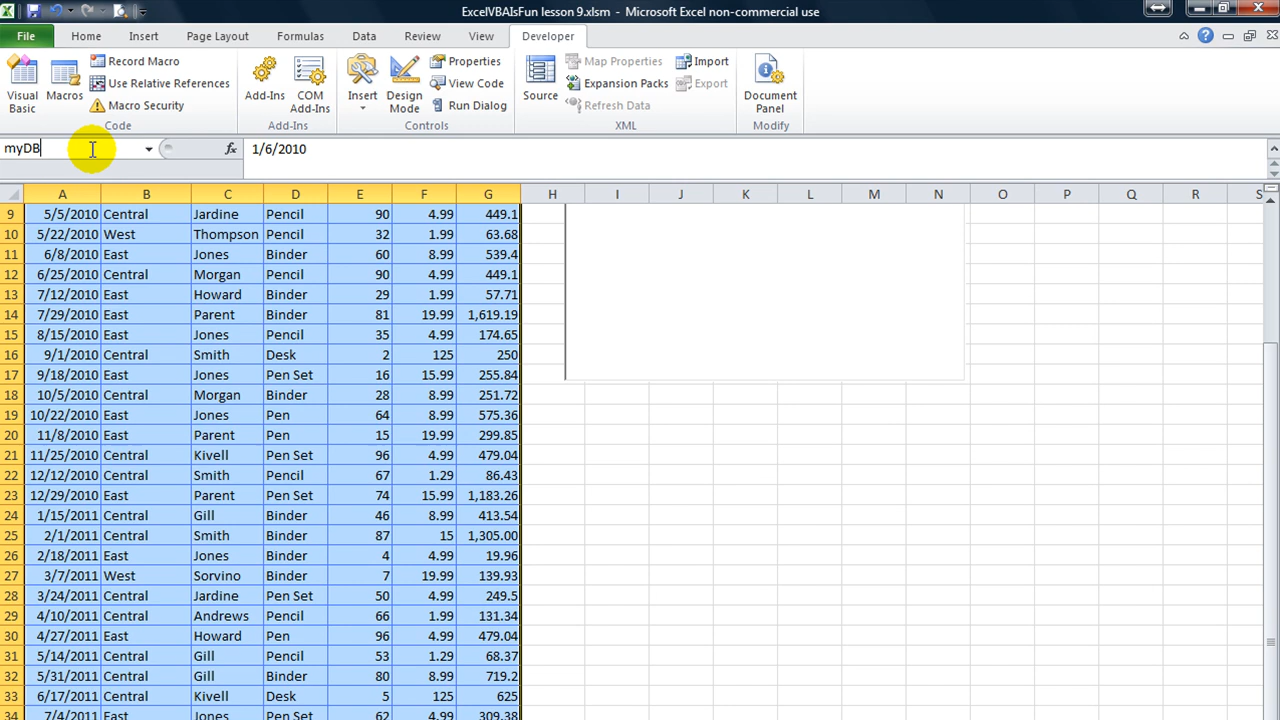 ExcelVBAIsFun lesson 9.xlsm - Microsoft Excel non-commercial use
File Home Insert Page Layout Formulas Data Review View Developer
Visual Basic
Macros
Record Macro
Use Relative References
Macro Security
Code
Add-Ins
COM Add-Ins
Add-Ins
Insert
Design Mode
Properties
View Code
Run Dialog
Controls
Source
Map Properties
Expansion Packs
Refresh Data
Import
Export
XML
Document Panel
Modify
myDB fx 1/6/2010
A B C D E F G H I J K L M N O P Q R S
9 5/5/2010 Central Jardine Pencil 90 4.99 449.1
10 5/22/2010 West Thompson Pencil 32 1.99 63.68
11 6/8/2010 East Jones Binder 60 8.99 539.4
12 6/25/2010 Central Morgan Pencil 90 4.99 449.1
13 7/12/2010 East Howard Binder 29 1.99 57.71
14 7/29/2010 East Parent Binder 81 19.99 1,619.19
15 8/15/2010 East Jones Pencil 35 4.99 174.65
16 9/1/2010 Central Smith Desk 2 125 250
17 9/18/2010 East Jones Pen Set 16 15.99 255.84
18 10/5/2010 Central Morgan Binder 28 8.99 251.72
19 10/22/2010 East Jones Pen 64 8.99 575.36
20 11/8/2010 East Parent Pen 15 19.99 299.85
21 11/25/2010 Central Kivell Pen Set 96 4.99 479.04
22 12/12/2010 Central Smith Pencil 67 1.29 86.43
23 12/29/2010 East Parent Pen Set 74 15.99 1,183.26
24 1/15/2011 Central Gill Binder 46 8.99 413.54
25 2/1/2011 Central Smith Binder 87 15 1,305.00
26 2/18/2011 East Jones Binder 4 4.99 19.96
27 3/7/2011 West Sorvino Binder 7 19.99 139.93
28 3/24/2011 Central Jardine Pen Set 50 4.99 249.5
29 4/10/2011 Central Andrews Pencil 66 1.99 131.34
30 4/27/2011 East Howard Pen 96 4.99 479.04
31 5/14/2011 Central Gill Pencil 53 1.29 68.37
32 5/31/2011 Central Gill Binder 80 8.99 719.2
33 6/17/2011 Central Kivell Desk 5 125 625
34 7/4/2011 East Jones Pen Set 62 4.99 309.38